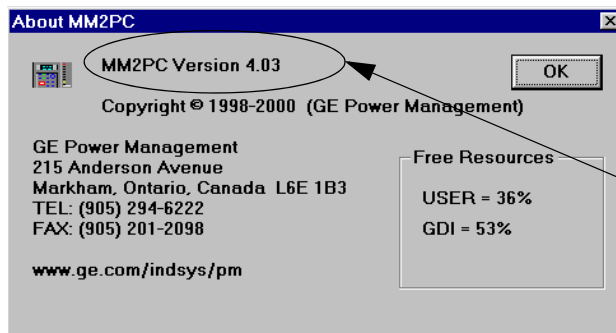 About MM2PC
MM2PC Version 4.03
OK
Copyright © 1998-2000 (GE Power Management)
GE Power Management
215 Anderson Avenue
Markham, Ontario, Canada L6E 1B3
TEL: (905) 294-6222
FAX: (905) 201-2098
www.ge.com/indsys/pm
Free Resources
USER = 36%
GDI = 53%